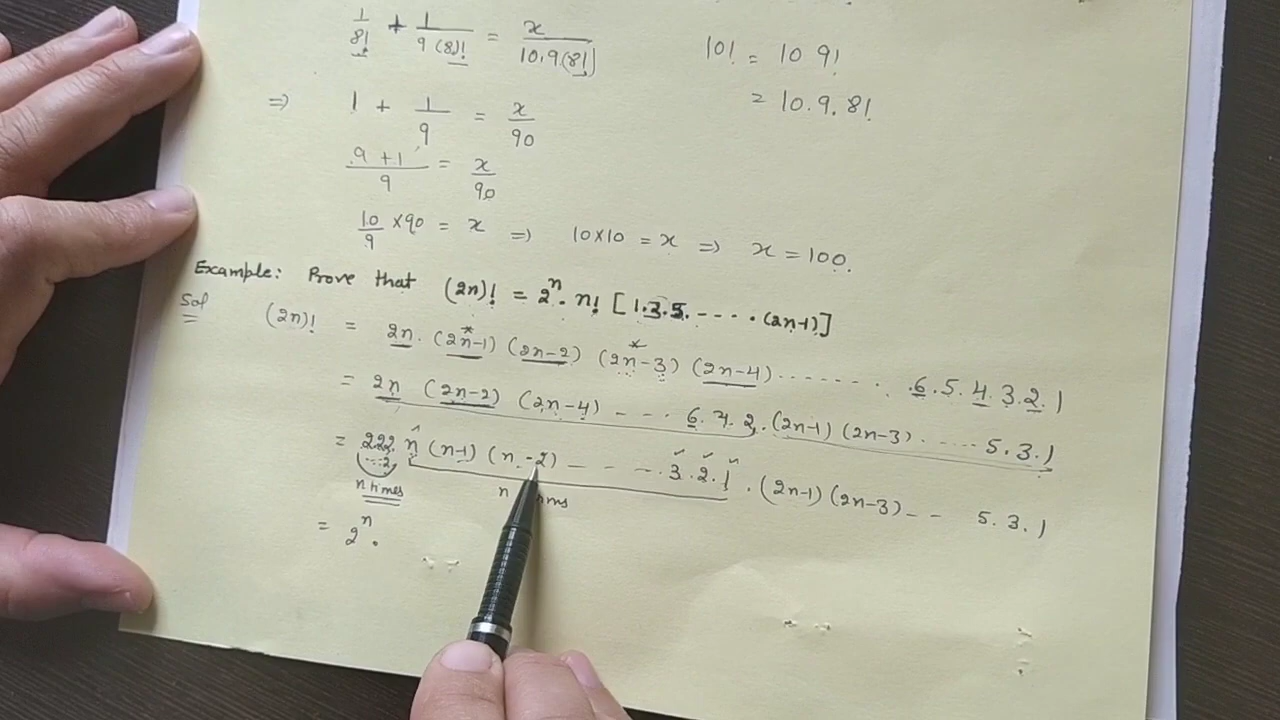 1/8! + 1/9(8)! = x/10.9(8!) 10! = 10 9!
= 10.9.8!
⇒ 1 + 1/9 = x/90
9+1/9 = x/90
10/9 × 90 = x ⇒ 10×10 = x ⇒ x = 100.
Example: Prove that (2n)! = 2ⁿ. n! [1.3.5.----.(2n-1)]
Sol (2n)! = 2n. (2n-1) (2n-2) (2n-3) (2n-4)........ .6.5.4.3.2.1
= 2n (2n-2) (2n-4) ---. 6.4.2.(2n-1) (2n-3).---- 5.3.1
= 222. n (n-1) (n-2) - - - -.3.2.1 . (2n-1) (2n-3)-- 5.3.1
---2
n times n
= 2ⁿ.